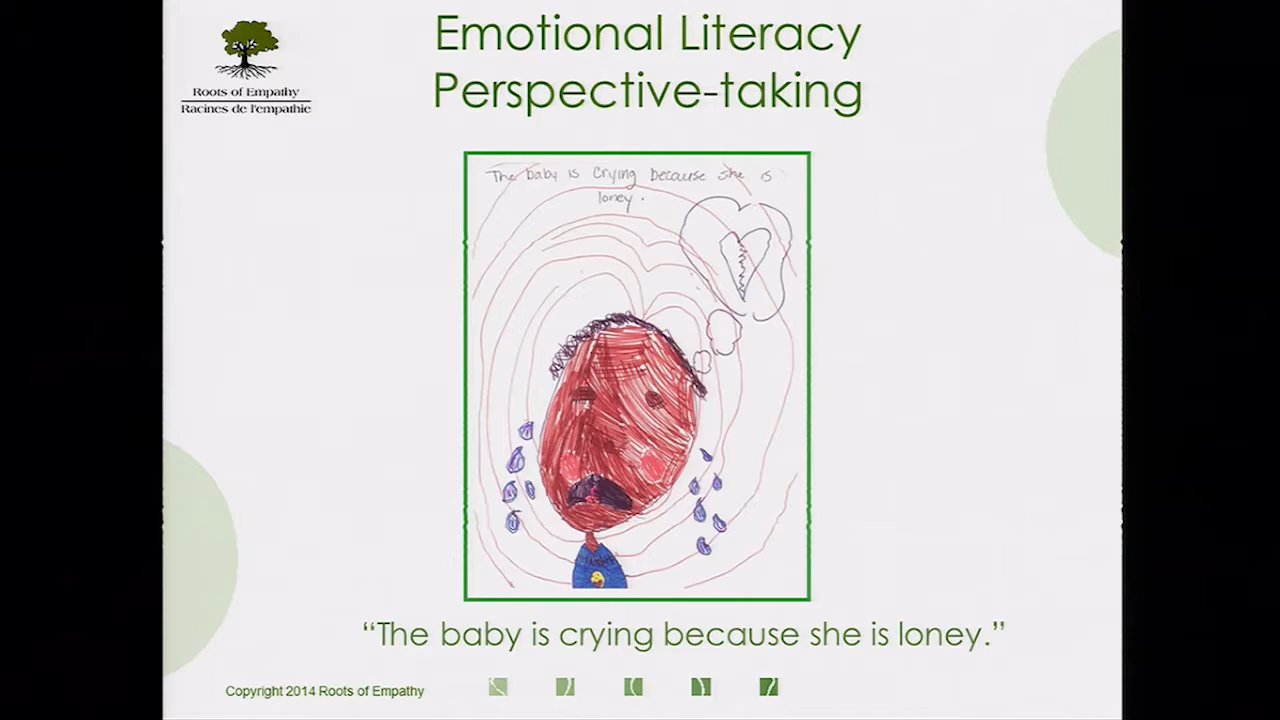 Roots of Empathy
Racines de l'empathie
Emotional Literacy
Perspective-taking
The baby is Crying because she is
loney.
“The baby is crying because she is loney.”
Copyright 2014 Roots of Empathy